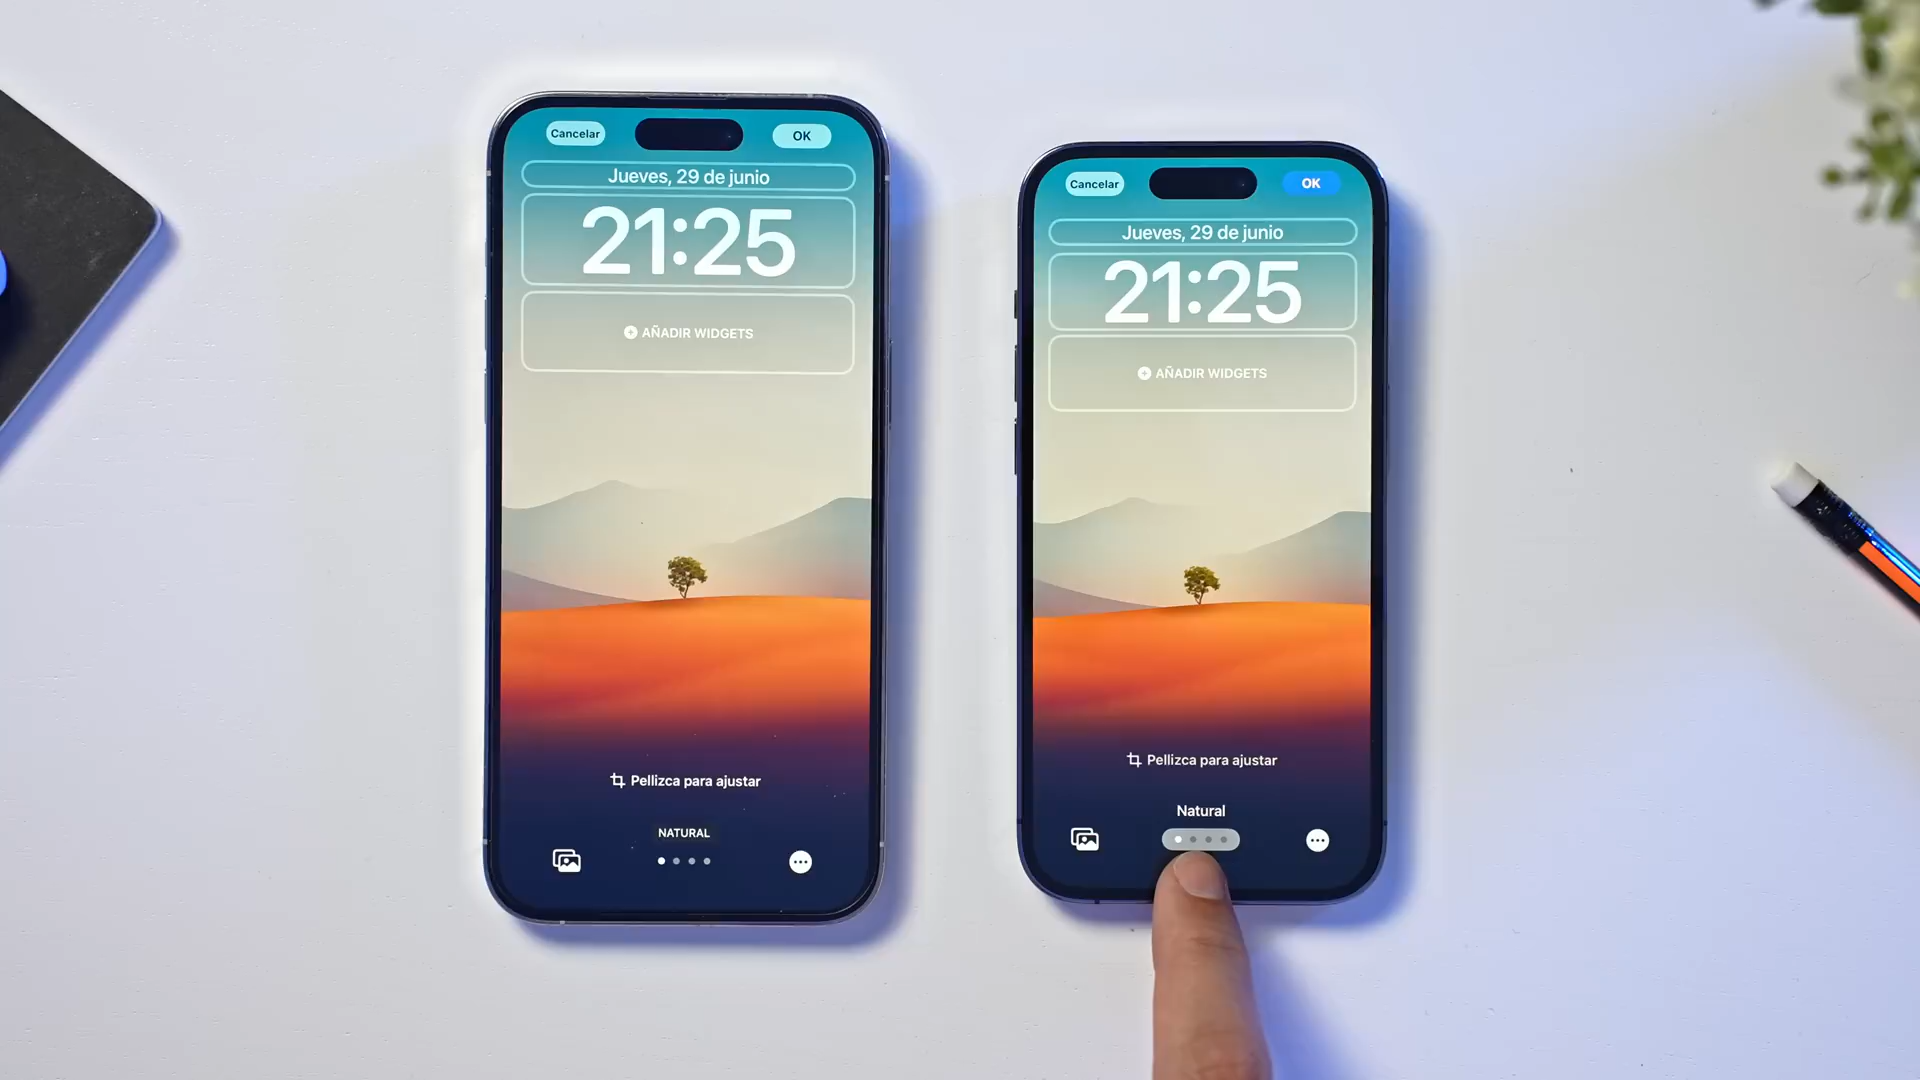 Cancelar
OK
Jueves, 29 de junio
21:25
AÑADIR WIDGETS
Pellizca para ajustar
NATURAL
Cancelar
OK
Jueves, 29 de junio
21:25
AÑADIR WIDGETS
Pellizca para ajustar
Natural